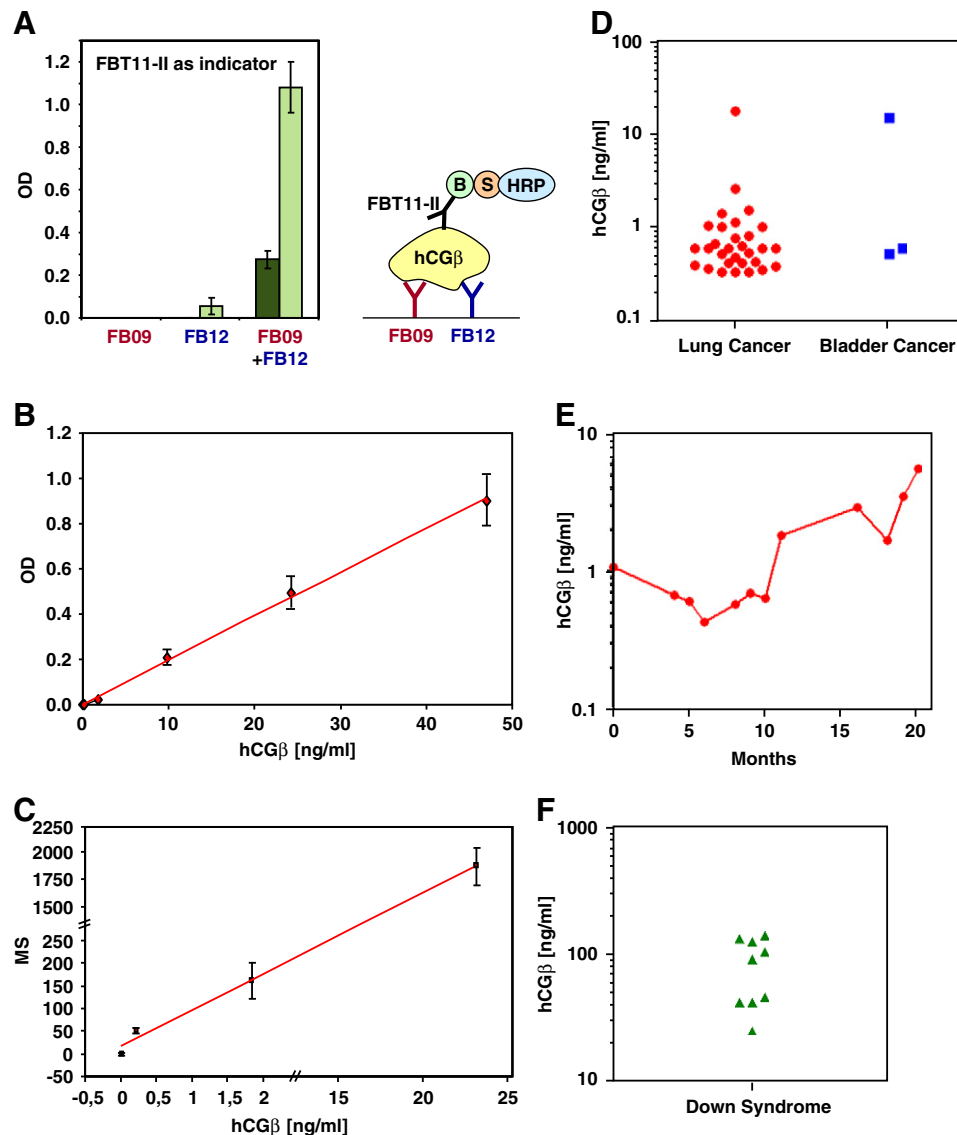 A
FBT11-II as indicator
OD
1.2
1.0
0.8
0.6
0.4
0.2
0.0
FB09
FB12
FB09
+FB12
B S HRP
FBT11-II
hCGβ
FB09 FB12
B
OD
1.2
1.0
0.8
0.6
0.4
0.2
0.0
0 10 20 30 40 50
hCGβ [ng/ml]
C
MS
2250
2000
1750
1500
250
200
150
100
50
0
-50
-0,5 0 0,5 1 1,5 2 15 20 25
hCGβ [ng/ml]
D
hCGβ [ng/ml]
100
10
1
0.1
Lung Cancer Bladder Cancer
E
hCGβ [ng/ml]
10
1
0.1
0 5 10 15 20
Months
F
hCGβ [ng/ml]
1000
100
10
Down Syndrome